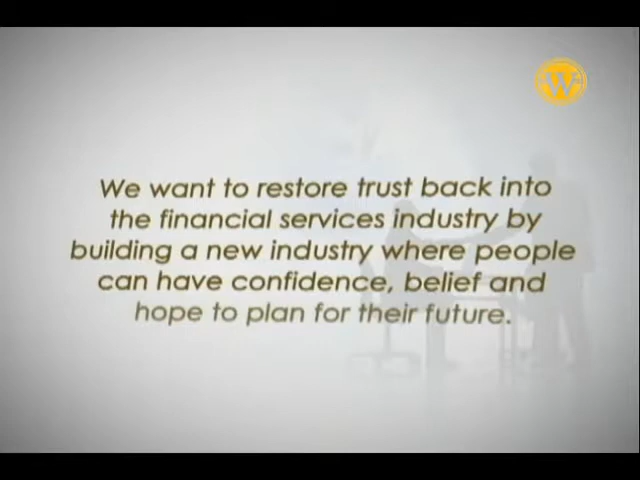 W
We want to restore trust back into
the financial services industry by
building a new industry where people
can have confidence, belief and
hope to plan for their future.